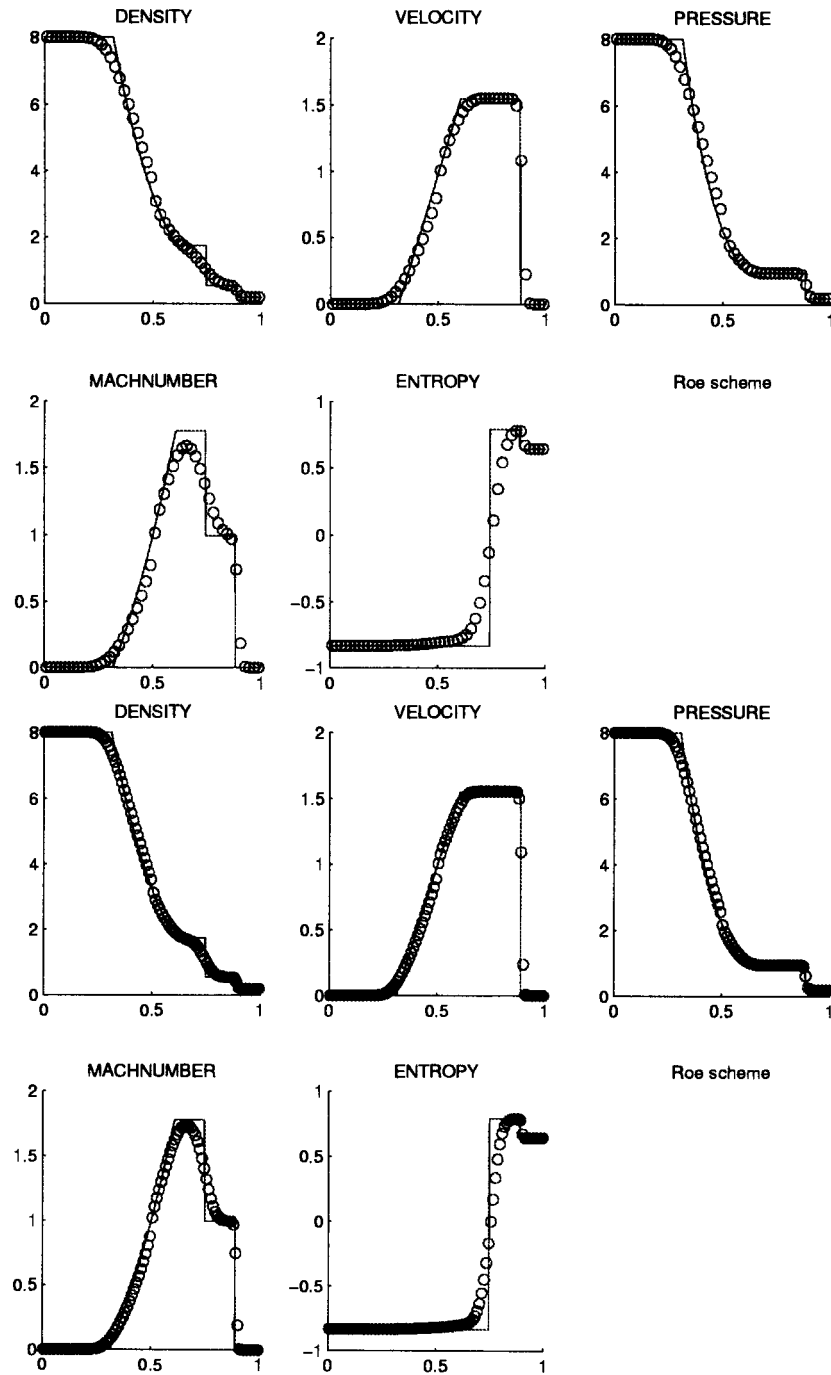 DENSITY VELOCITY PRESSURE
8 2 8
6 1.5 6
4 1 4
2 0.5 2
0 0 0
0 0.5 1 0 0.5 1 0 0.5 1
MACHNUMBER ENTROPY Roe scheme
2 1
1.5 0.5
1 0
0.5 −0.5
0 −1
0 0.5 1 0 0.5 1
DENSITY VELOCITY PRESSURE
8 2 8
6 1.5 6
4 1 4
2 0.5 2
0 0 0
0 0.5 1 0 0.5 1 0 0.5 1
MACHNUMBER ENTROPY Roe scheme
2 1
1.5 0.5
1 0
0.5 −0.5
0 −1
0 0.5 1 0 0.5 1